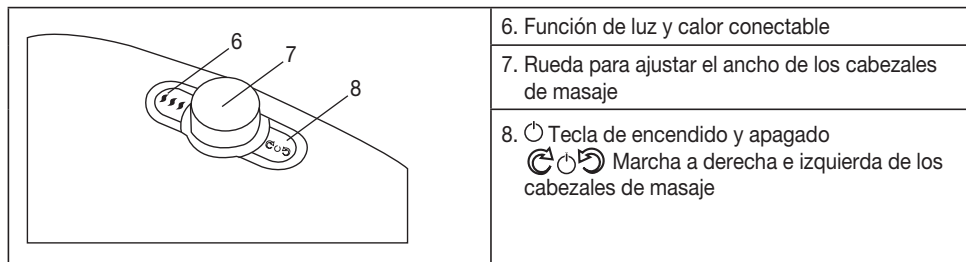 6
7
8
6. Función de luz y calor conectable
7. Rueda para ajustar el ancho de los cabezales
de masaje
8. ⏻ Tecla de encendido y apagado
↻⏻↺ Marcha a derecha e izquierda de los
cabezales de masaje